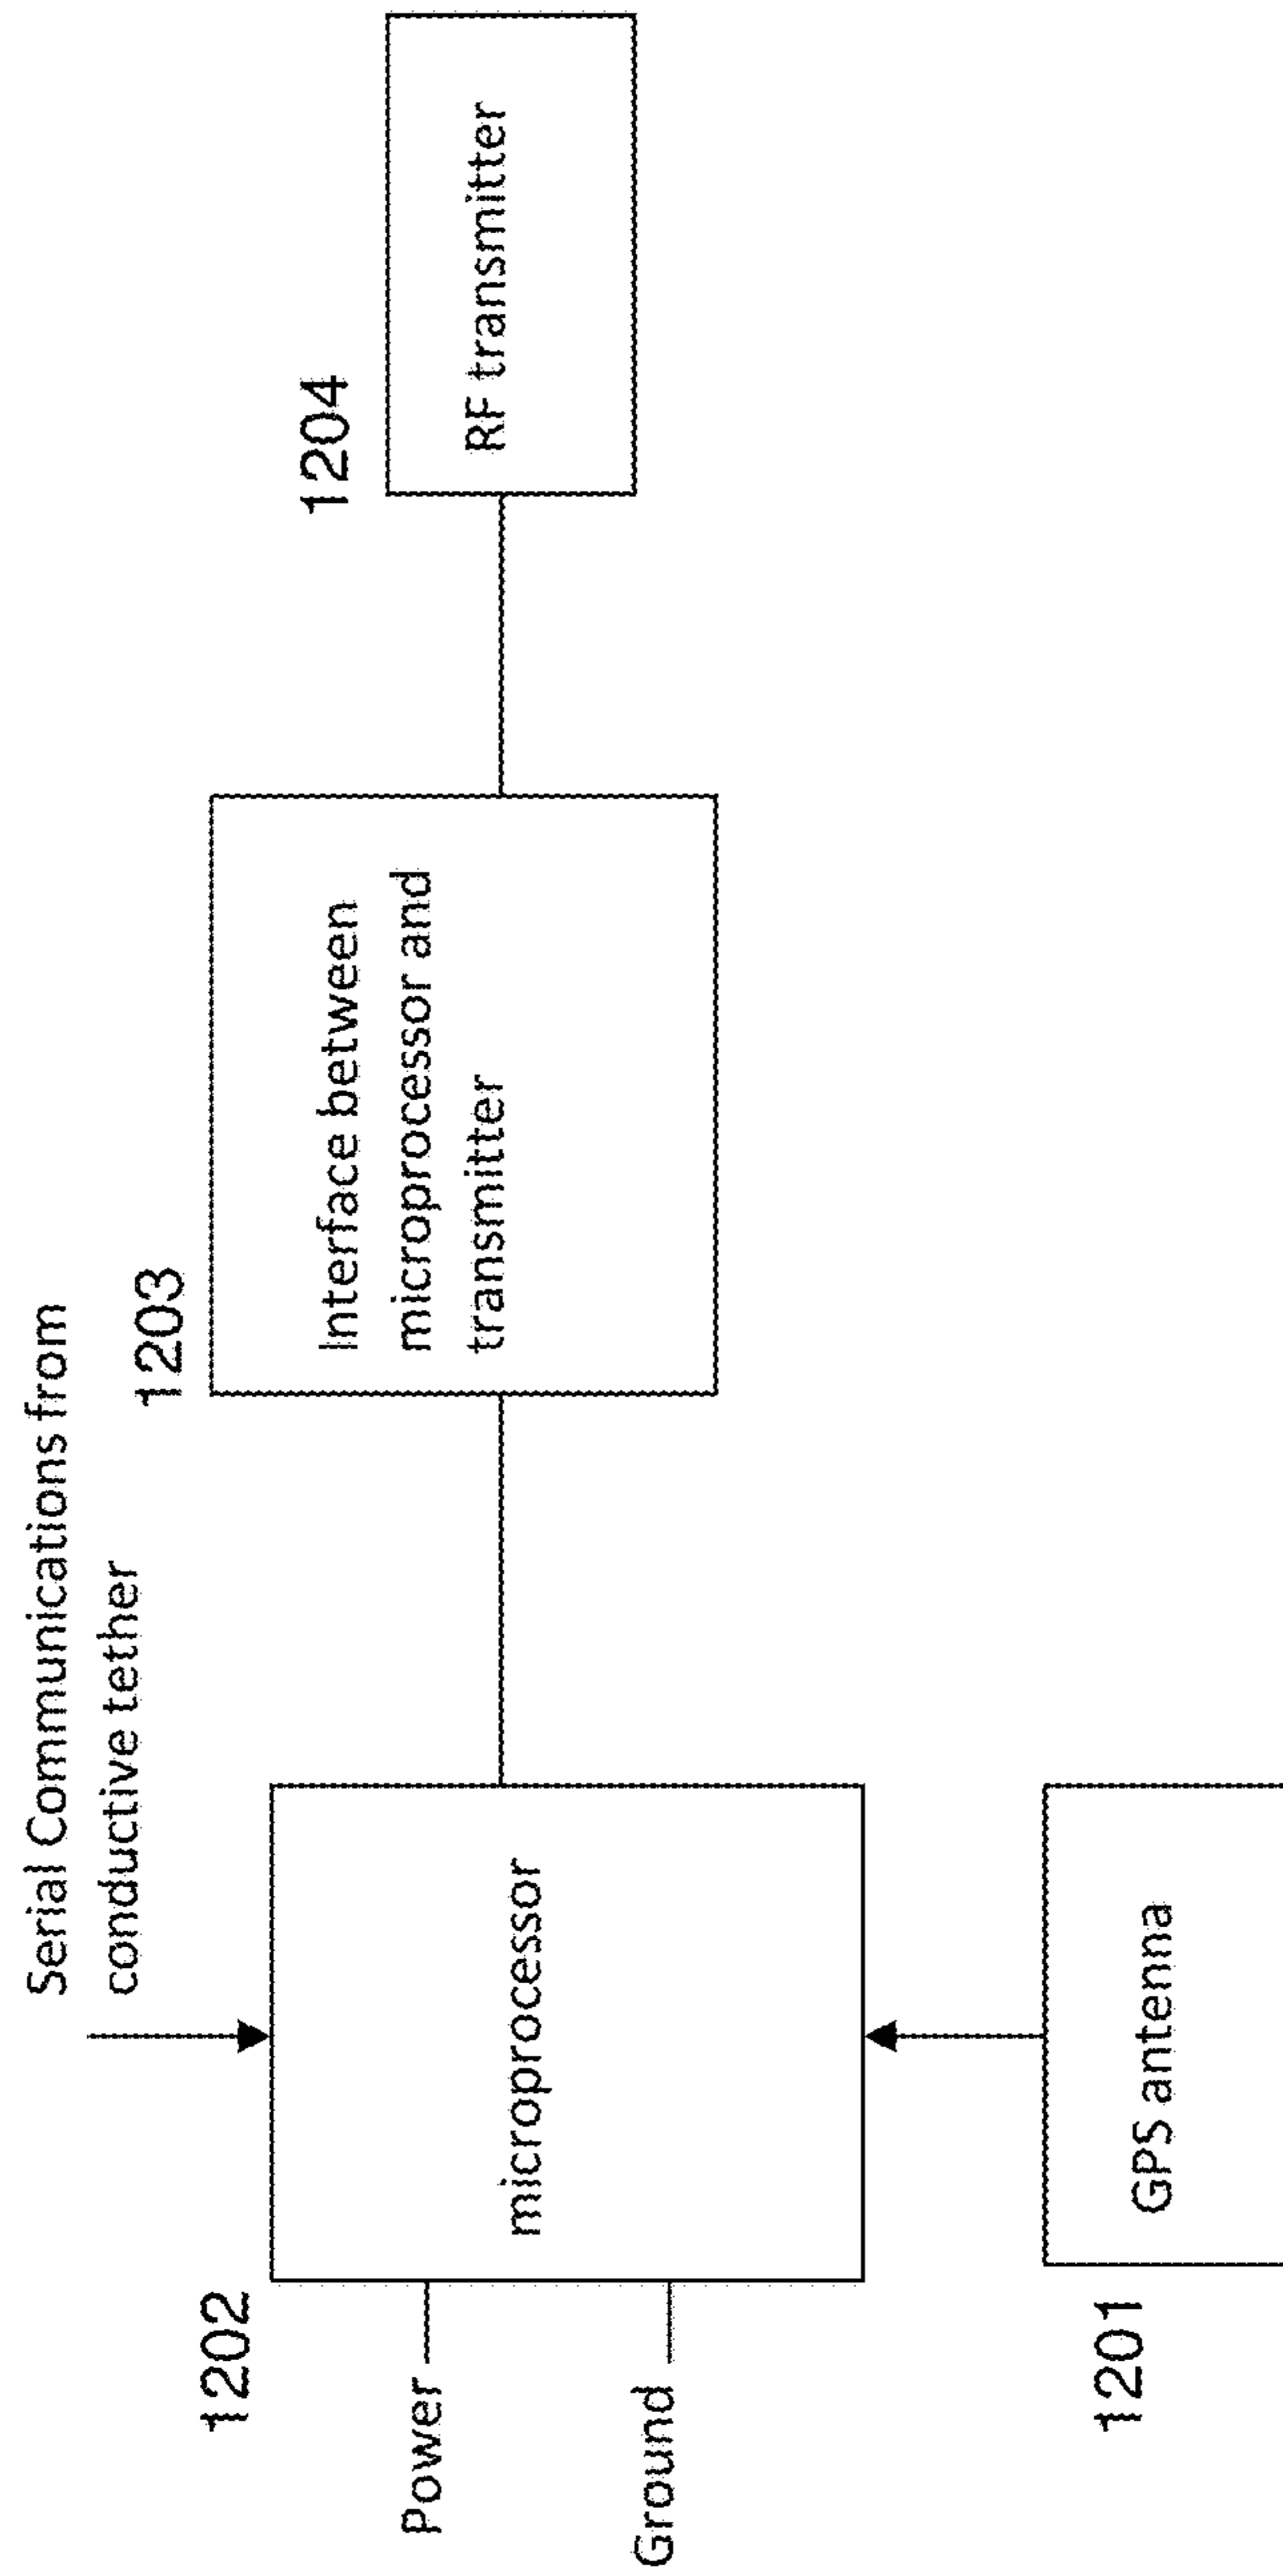 Serial Communications from
conductive tether
1202
Power
Ground
microprocessor
1203
Interface between
microprocessor and
transmitter
1204
RF transmitter
1201
GPS antenna